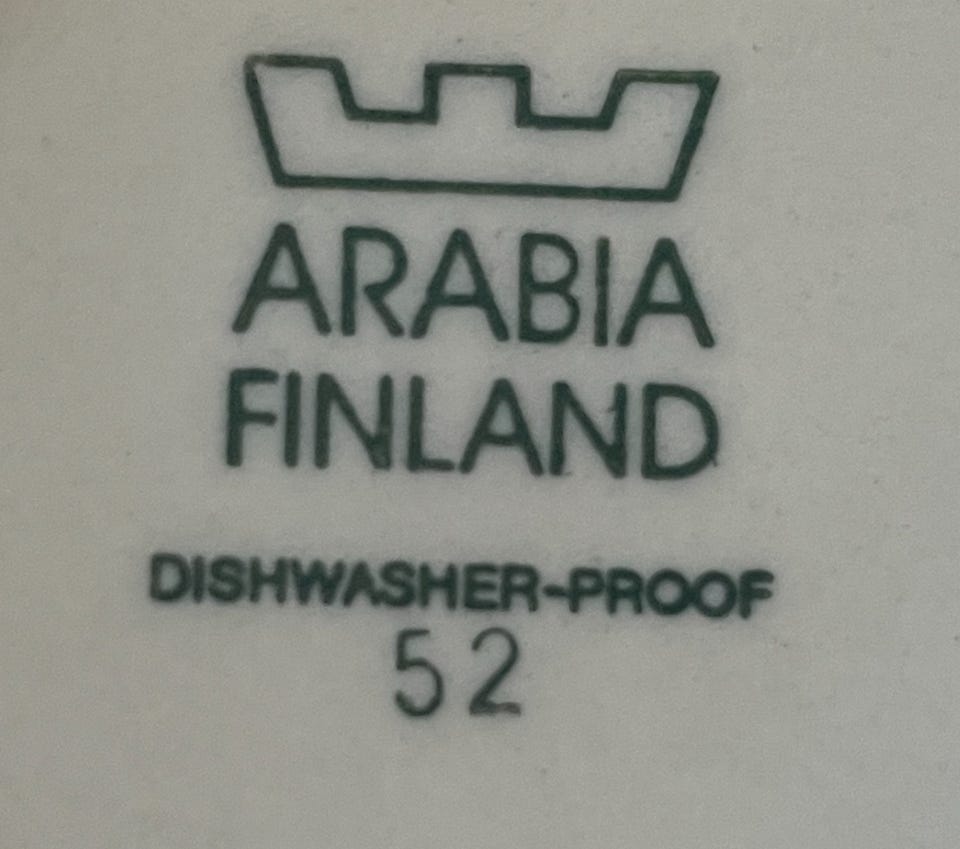 ARABIA
FINLAND
DISHWASHER-PROOF
52